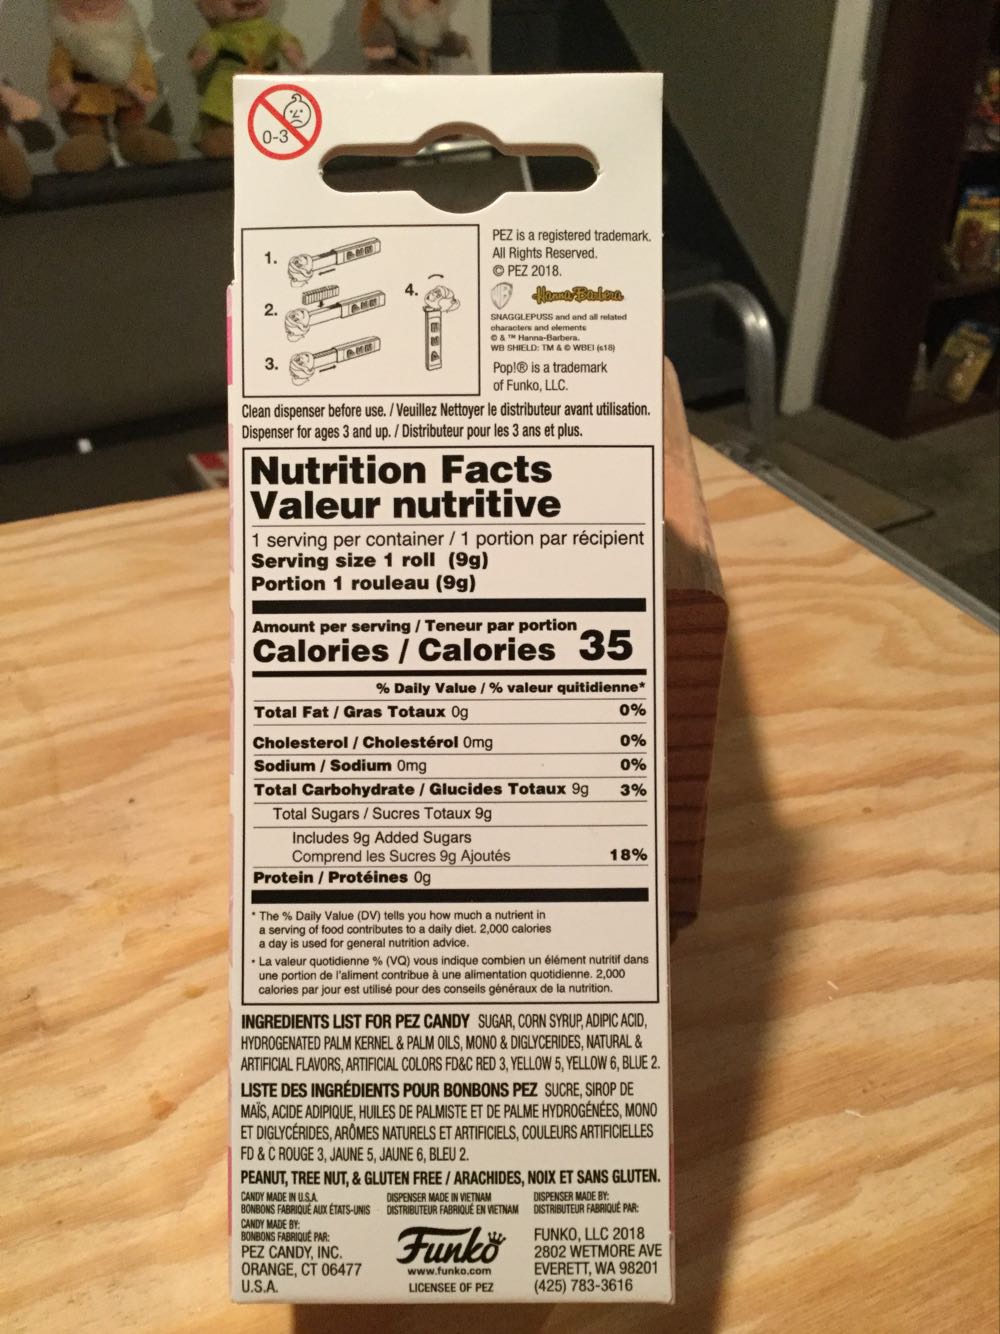 0-3
1.
2.
3.
4.
PEZ is a registered trademark.
All Rights Reserved.
© PEZ 2018.
Hanna-Barbera
SNAGGLEPUSS and and all related
characters and elements
© & ™ Hanna-Barbera.
WB SHIELD: TM & © WBEI (s18)
Pop!® is a trademark
of Funko, LLC.
Clean dispenser before use. / Veuillez Nettoyer le distributeur avant utilisation.
Dispenser for ages 3 and up. / Distributeur pour les 3 ans et plus.
Nutrition Facts
Valeur nutritive
1 serving per container / 1 portion par récipient
Serving size 1 roll (9g)
Portion 1 rouleau (9g)
Amount per serving / Teneur par portion
Calories / Calories 35
% Daily Value / % valeur quitidienne*
Total Fat / Gras Totaux 0g 0%
Cholesterol / Cholestérol 0mg 0%
Sodium / Sodium 0mg 0%
Total Carbohydrate / Glucides Totaux 9g 3%
Total Sugars / Sucres Totaux 9g
Includes 9g Added Sugars
Comprend les Sucres 9g Ajoutés 18%
Protein / Protéines 0g
* The % Daily Value (DV) tells you how much a nutrient in
a serving of food contributes to a daily diet. 2,000 calories
a day is used for general nutrition advice.
• La valeur quotidienne % (VQ) vous indique combien un élément nutritif dans
une portion de l'aliment contribue à une alimentation quotidienne. 2,000
calories par jour est utilisé pour des conseils généraux de la nutrition.
INGREDIENTS LIST FOR PEZ CANDY SUGAR, CORN SYRUP, ADIPIC ACID,
HYDROGENATED PALM KERNEL & PALM OILS, MONO & DIGLYCERIDES, NATURAL &
ARTIFICIAL FLAVORS, ARTIFICIAL COLORS FD&C RED 3, YELLOW 5, YELLOW 6, BLUE 2.
LISTE DES INGRÉDIENTS POUR BONBONS PEZ SUCRE, SIROP DE
MAÏS, ACIDE ADIPIQUE, HUILES DE PALMISTE ET DE PALME HYDROGÉNÉES, MONO
ET DIGLYCÉRIDES, ARÔMES NATURELS ET ARTIFICIELS, COULEURS ARTIFICIELLES
FD & C ROUGE 3, JAUNE 5, JAUNE 6, BLEU 2.
PEANUT, TREE NUT, & GLUTEN FREE / ARACHIDES, NOIX ET SANS GLUTEN.
CANDY MADE IN U.S.A.
BONBONS FABRIQUÉ AUX ÉTATS-UNIS
CANDY MADE BY:
BONBONS FABRIQUÉ PAR:
PEZ CANDY, INC.
ORANGE, CT 06477
U.S.A.
DISPENSER MADE IN VIETNAM
DISTRIBUTEUR FABRIQUÉ EN VIETNAM
Funko
www.funko.com
LICENSEE OF PEZ
DISPENSER MADE BY:
DISTRIBUTEUR FABRIQUÉ PAR:
FUNKO, LLC 2018
2802 WETMORE AVE
EVERETT, WA 98201
(425) 783-3616